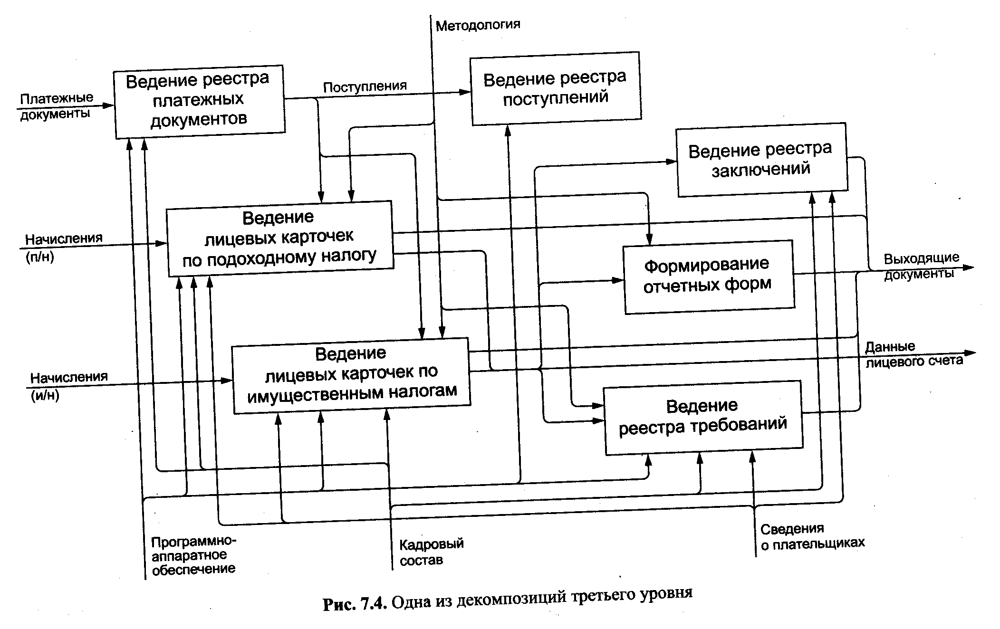 Методология
Ведение реестра
платежных
документов
Платежные
документы
Поступления
Ведение реестра
поступлений
Ведение реестра
заключений
Ведение
лицевых карточек
по подоходному налогу
Начисления
(п/н)
Формирование
отчетных форм
Выходящие
документы
Ведение
лицевых карточек по
имущественным налогам
Начисления
(и/н)
Данные
лицевого счета
Ведение
реестра требований
Программно-
аппаратное
обеспечение
Кадровый
состав
Сведения
о плательщиках
Рис. 7.4. Одна из декомпозиций третьего уровня